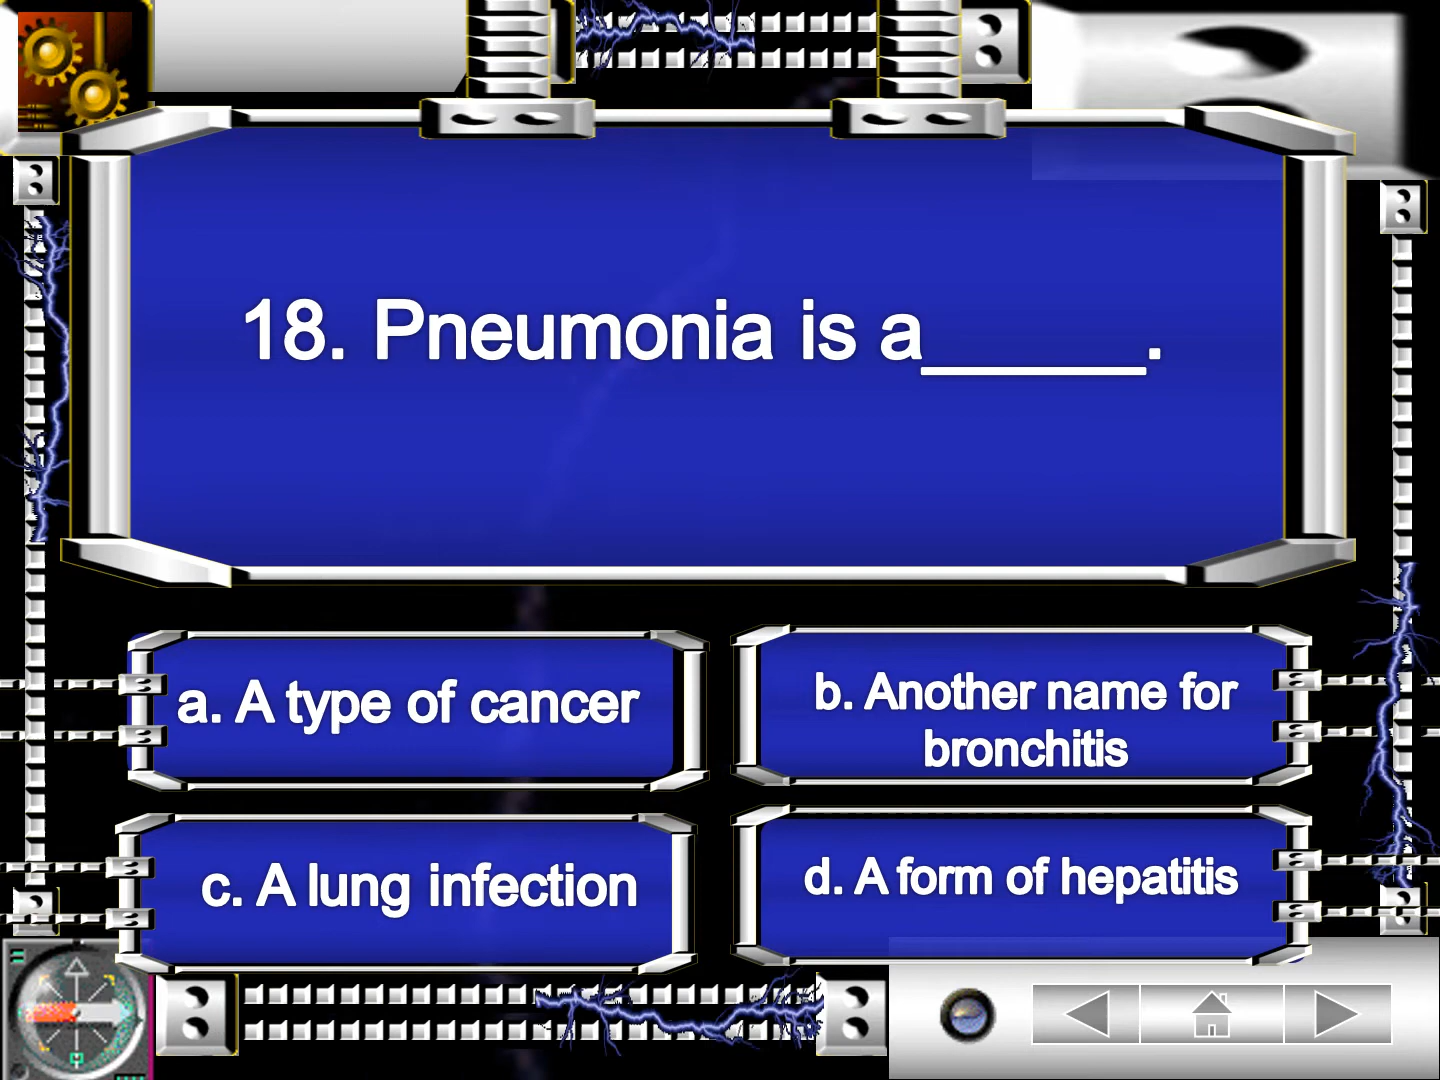 18. Pneumonia is a_____.
a. A type of cancer
b. Another name for
bronchitis
c. A lung infection
d. A form of hepatitis